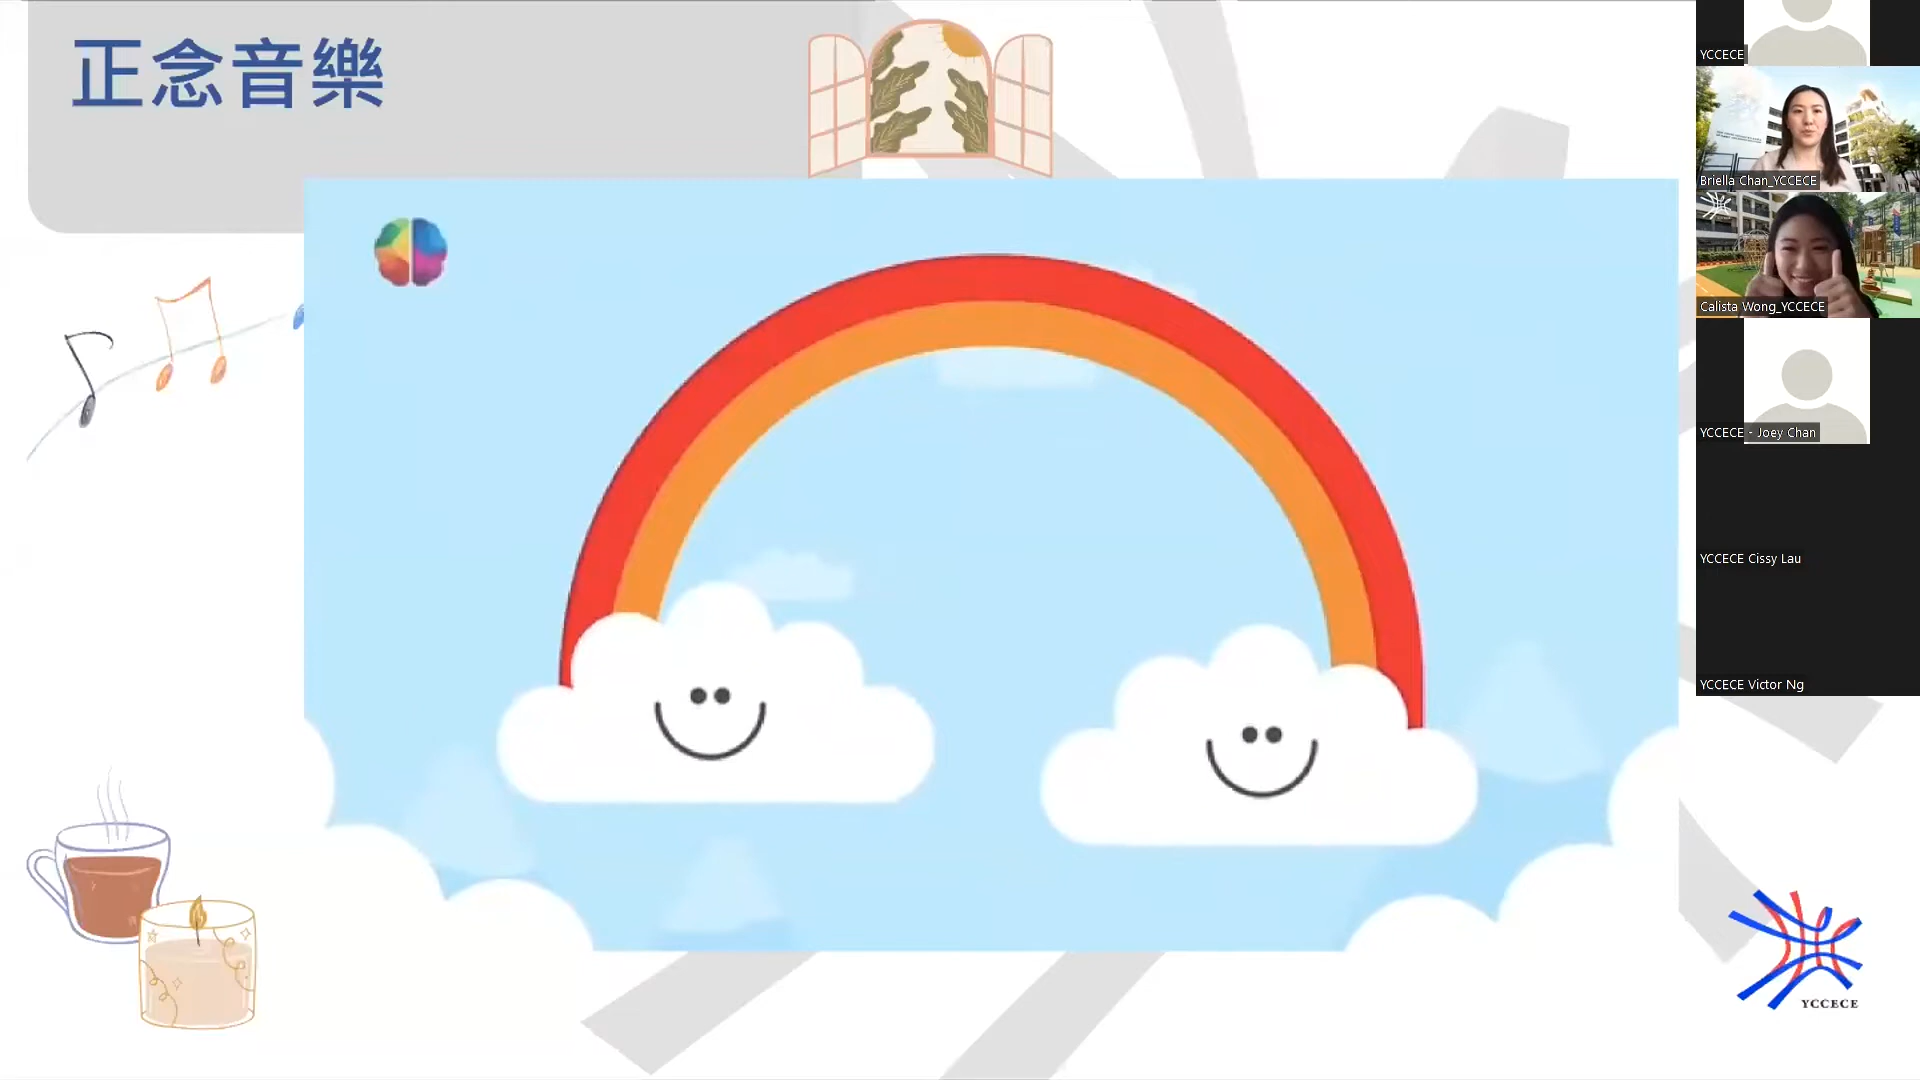 正念音樂
YCCECE
Briella Chan_YCCECE
Calista Wong_YCCECE
YCCECE - Joey Chan
YCCECE Cissy Lau
YCCECE Victor Ng
YCCECE